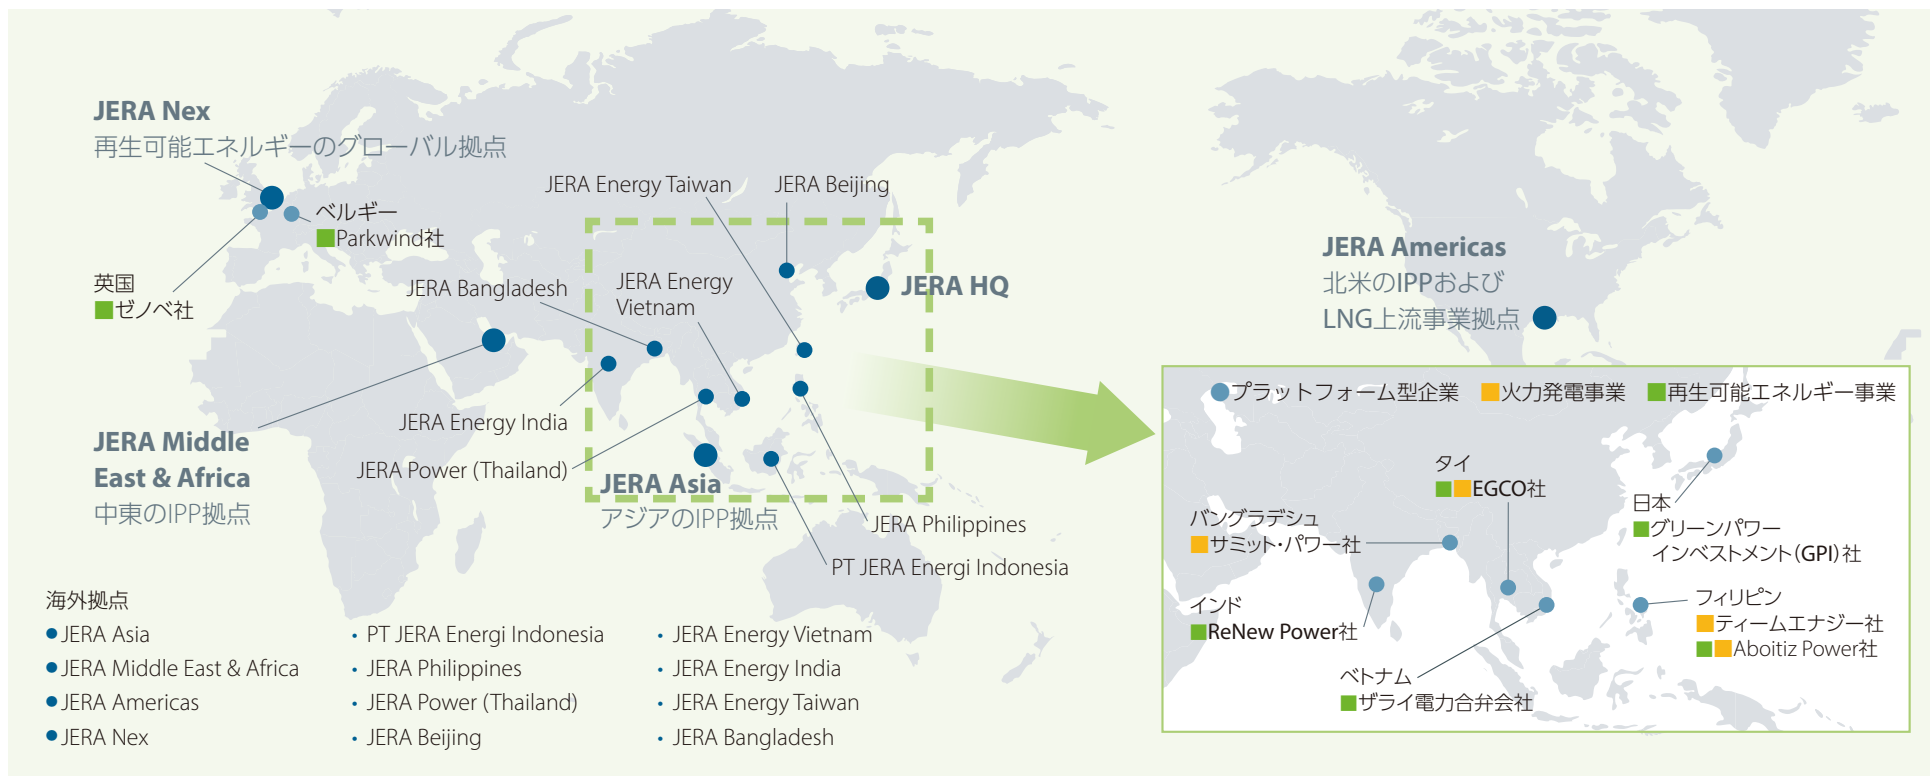 JERA Nex
再生可能エネルギーのグローバル拠点
ベルギー
Parkwind社
英国
ゼノベ社
JERA Energy Taiwan
JERA Beijing
JERA Bangladesh
JERA Energy
Vietnam
JERA HQ
JERA Energy India
JERA Power (Thailand)
JERA Middle
East & Africa
中東のIPP拠点
JERA Asia
アジアのIPP拠点
JERA Philippines
PT JERA Energi Indonesia
JERA Americas
北米のIPPおよび
LNG上流事業拠点
プラットフォーム型企業 火力発電事業 再生可能エネルギー事業
タイ
EGCO社
バングラデシュ
サミット・パワー社
日本
グリーンパワー
インベストメント(GPI)社
インド
ReNew Power社
フィリピン
ティームエナジー社
Aboitiz Power社
ベトナム
ザライ電力合弁会社
海外拠点
● JERA Asia
● JERA Middle East & Africa
● JERA Americas
● JERA Nex
・ PT JERA Energi Indonesia
・ JERA Philippines
・ JERA Power (Thailand)
・ JERA Beijing
・ JERA Energy Vietnam
・ JERA Energy India
・ JERA Energy Taiwan
・ JERA Bangladesh